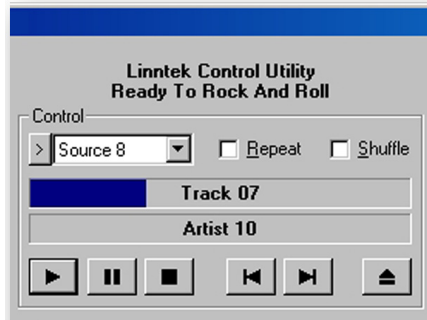 Linntek Control Utility
Ready To Rock And Roll
Control
> Source 8 Repeat Shuffle
Track 07
Artist 10